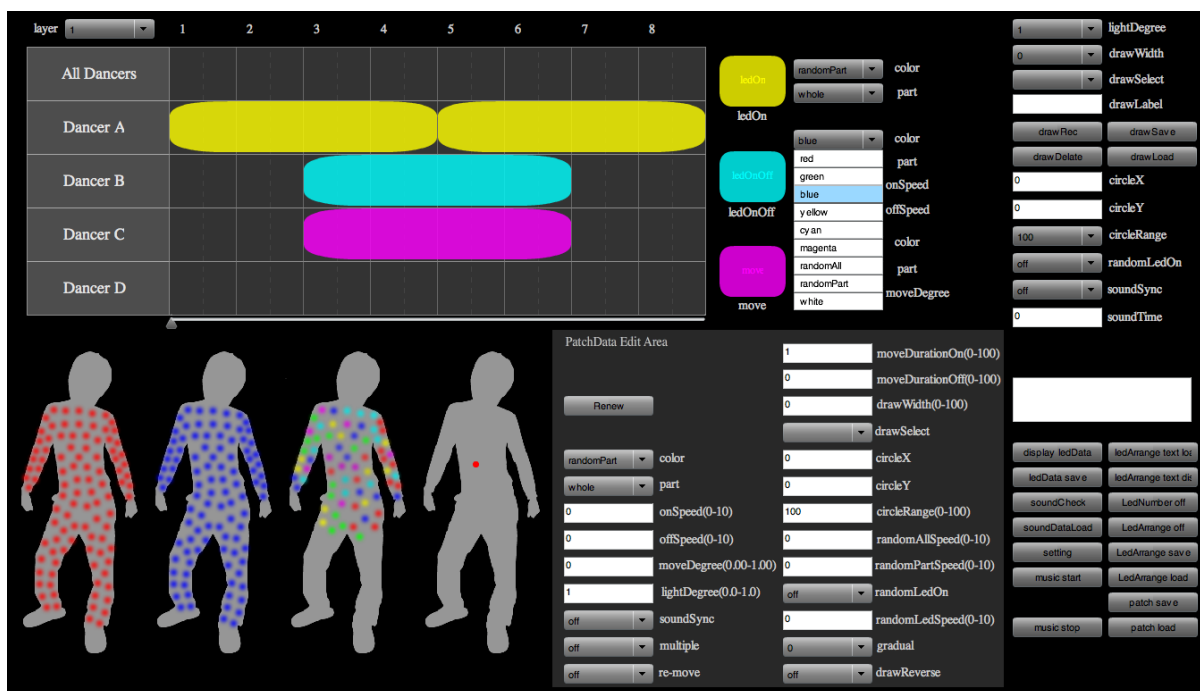 layer 1 1 2 3 4 5 6 7 8
All Dancers
Dancer A
Dancer B
Dancer C
Dancer D
ledOn
ledOn
randomPart color
whole part
ledOnOff
ledOnOff
blue color
red
green
blue
yellow
cyan
magenta
randomAll
randomPart
white
part
onSpeed
offSpeed
move
move
color
part
moveDegree
1 lightDegree
0 drawWidth
drawSelect
drawLabel
drawRec drawSave
drawDelate drawLoad
0 circleX
0 circleY
100 circleRange
off randomLedOn
off soundSync
0 soundTime
PatchData Edit Area
Renew
randomPart color
whole part
0 onSpeed(0-10)
0 offSpeed(0-10)
0 moveDegree(0.00-1.00)
1 lightDegree(0.0-1.0)
off soundSync
off multiple
off re-move
1 moveDurationOn(0-100)
0 moveDurationOff(0-100)
0 drawWidth(0-100)
drawSelect
0 circleX
0 circleY
100 circleRange(0-100)
0 randomAllSpeed(0-10)
0 randomPartSpeed(0-10)
off randomLedOn
0 randomLedSpeed(0-10)
0 gradual
off drawReverse
display ledData ledArrange text loa
ledData save ledArrange text dis
soundCheck LedNumber off
soundDataLoad LedArrange off
setting LedArrange save
music start LedArrange load
patch save
music stop patch load